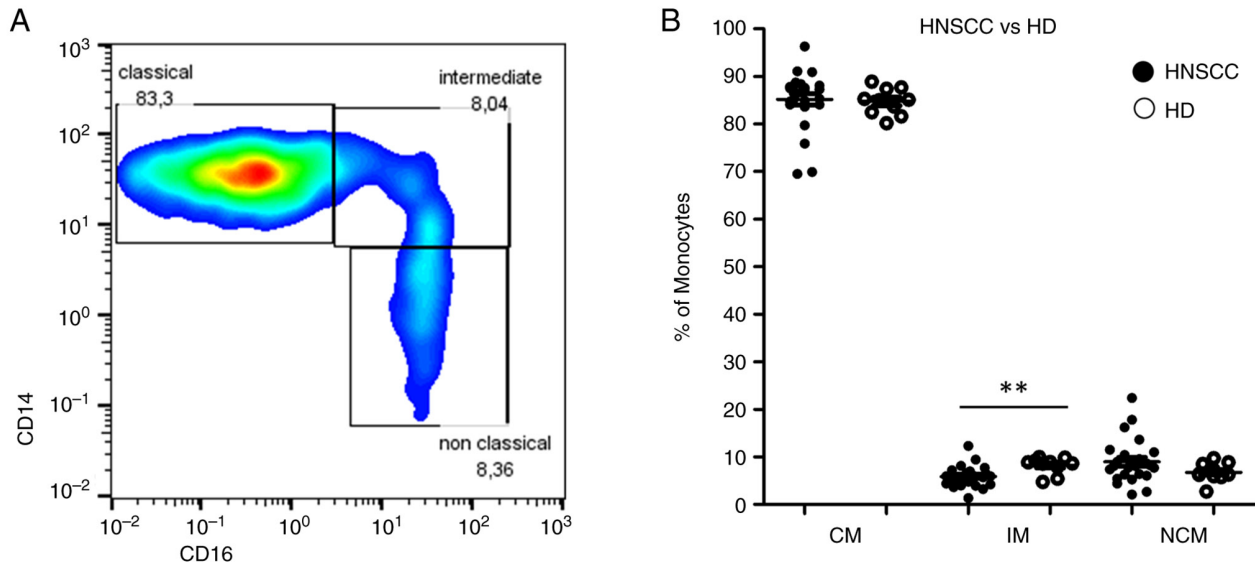 A
classical
83,3
intermediate
8,04
non classical
8,36
10³
10²
10¹
10⁰
10⁻¹
10⁻²
CD14
10⁻² 10⁻¹ 10⁰ 10¹ 10² 10³
CD16
B
HNSCC vs HD
HNSCC
HD
100
90
80
70
60
50
40
30
20
10
0
% of Monocytes
**
CM IM NCM